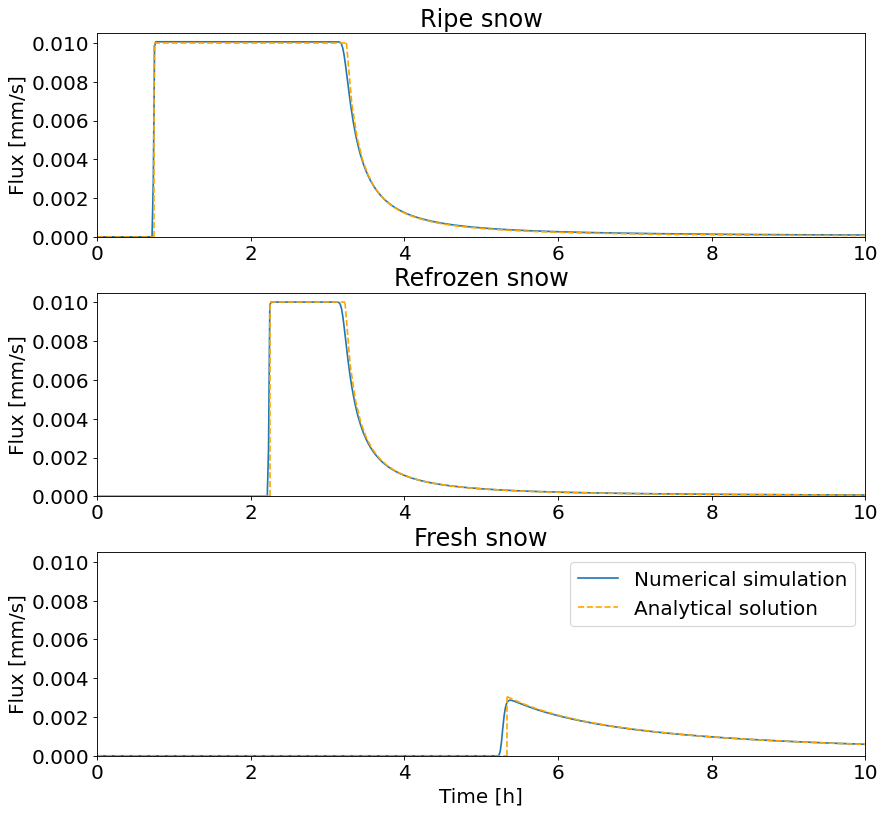 Ripe snow
0.010
0.008
0.006
0.004
0.002
0.000
Flux [mm/s]
0 2 4 6 8 10
Refrozen snow
0.010
0.008
0.006
0.004
0.002
0.000
Flux [mm/s]
0 2 4 6 8 10
Fresh snow
0.010
0.008
0.006
0.004
0.002
0.000
Flux [mm/s]
Numerical simulation
Analytical solution
0 2 4 6 8 10
Time [h]